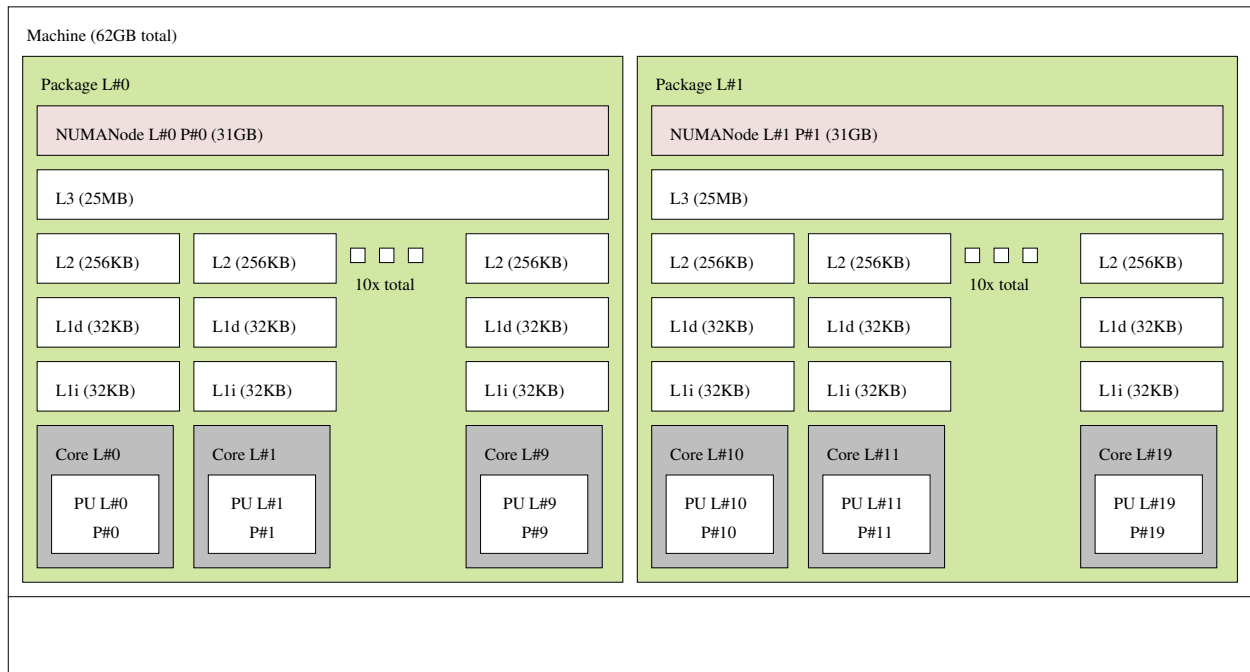 Machine (62GB total)
Package L#0
NUMANode L#0 P#0 (31GB)
L3 (25MB)
L2 (256KB) L2 (256KB) L2 (256KB)
10x total
L1d (32KB) L1d (32KB) L1d (32KB)
L1i (32KB) L1i (32KB) L1i (32KB)
Core L#0 Core L#1 Core L#9
PU L#0 PU L#1 PU L#9
P#0 P#1 P#9
Package L#1
NUMANode L#1 P#1 (31GB)
L3 (25MB)
L2 (256KB) L2 (256KB) L2 (256KB)
10x total
L1d (32KB) L1d (32KB) L1d (32KB)
L1i (32KB) L1i (32KB) L1i (32KB)
Core L#10 Core L#11 Core L#19
PU L#10 PU L#11 PU L#19
P#10 P#11 P#19